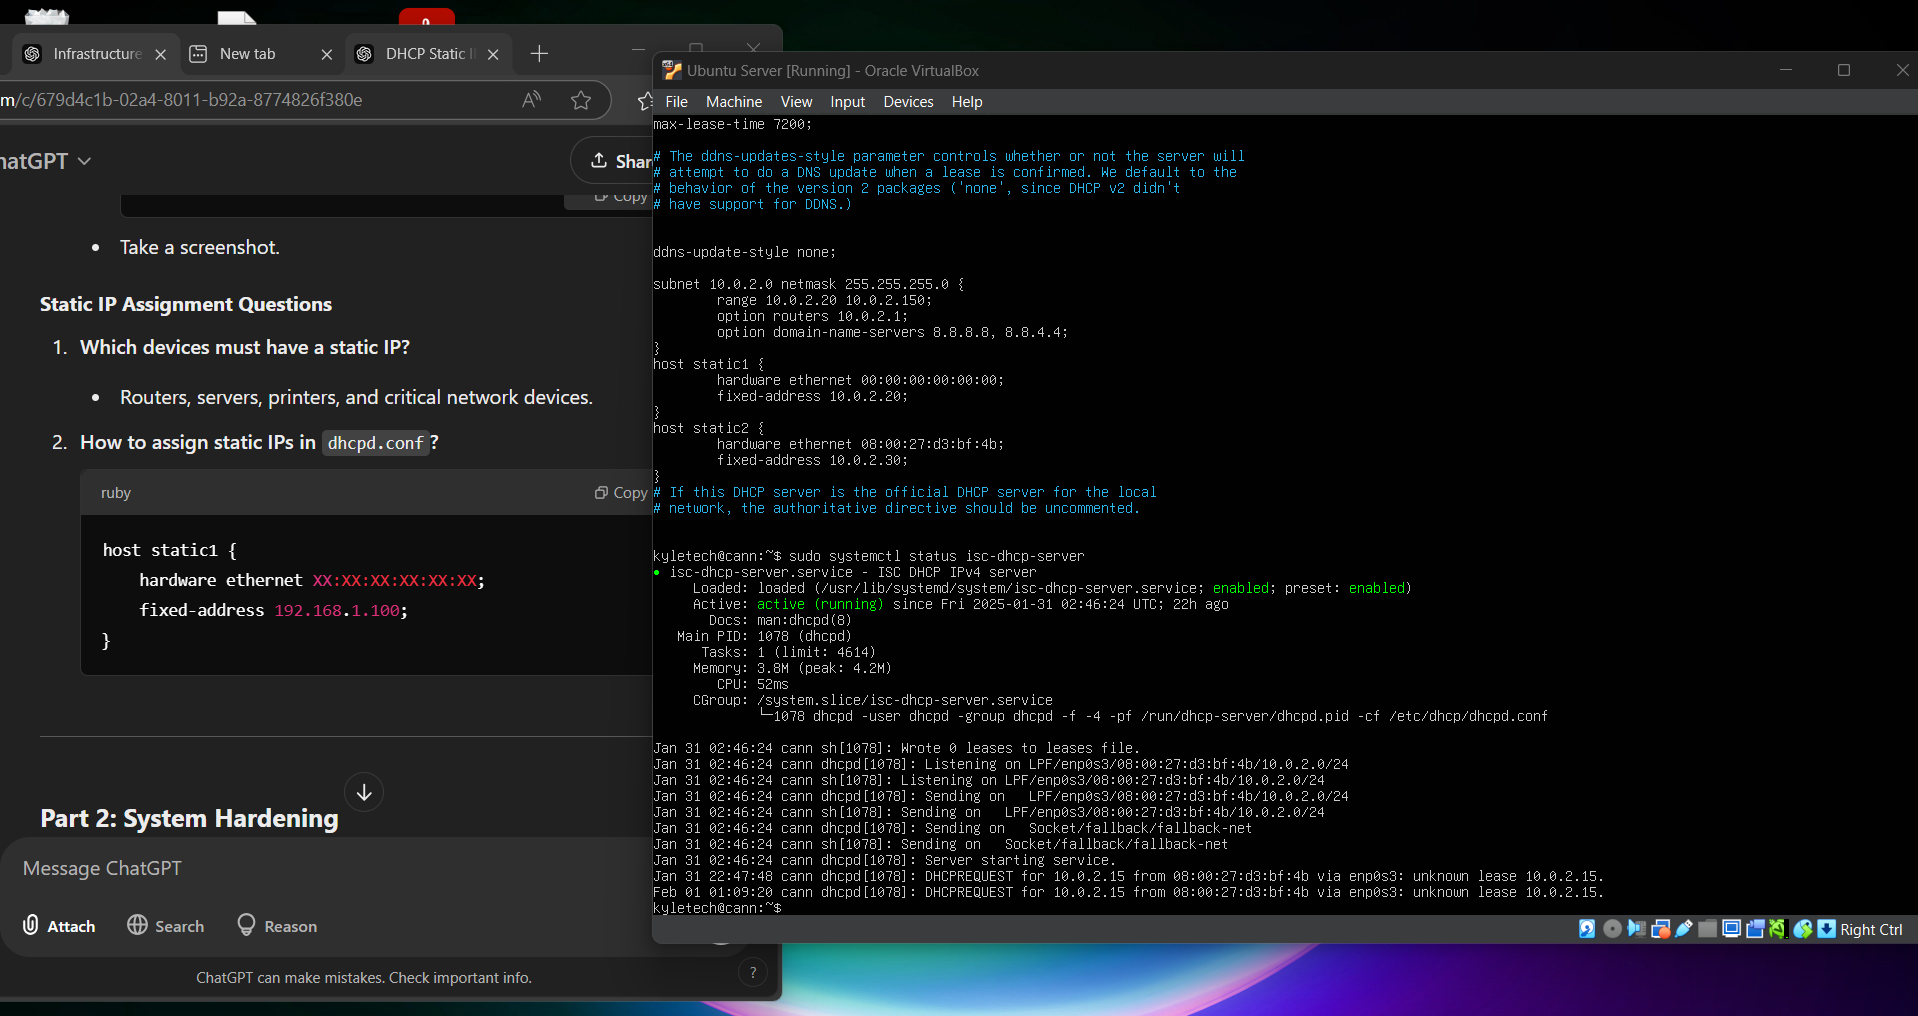 Infrastructure
New tab
DHCP Static I
m/c/679d4c1b-02a4-8011-b92a-8774826f380e
hatGPT
Shar
Copy
• Take a screenshot.
Static IP Assignment Questions
1. Which devices must have a static IP?
• Routers, servers, printers, and critical network devices.
2. How to assign static IPs in dhcpd.conf?
ruby
Copy
host static1 {
hardware ethernet XX:XX:XX:XX:XX:XX;
fixed-address 192.168.1.100;
}
Part 2: System Hardening
Message ChatGPT
Attach
Search
Reason
ChatGPT can make mistakes. Check important info.
?
Ubuntu Server [Running] - Oracle VirtualBox
File Machine View Input Devices Help
max-lease-time 7200;
# The ddns-updates-style parameter controls whether or not the server will
# attempt to do a DNS update when a lease is confirmed. We default to the
# behavior of the version 2 packages ('none', since DHCP v2 didn't
# have support for DDNS.)
ddns-update-style none;
subnet 10.0.2.0 netmask 255.255.255.0 {
range 10.0.2.20 10.0.2.150;
option routers 10.0.2.1;
option domain-name-servers 8.8.8.8, 8.8.4.4;
}
host static1 {
hardware ethernet 00:00:00:00:00:00;
fixed-address 10.0.2.20;
}
host static2 {
hardware ethernet 08:00:27:d3:bf:4b;
fixed-address 10.0.2.30;
}
# If this DHCP server is the official DHCP server for the local
# network, the authoritative directive should be uncommented.
kyletech@cann:~$ sudo systemctl status isc-dhcp-server
● isc-dhcp-server.service - ISC DHCP IPv4 server
Loaded: loaded (/usr/lib/systemd/system/isc-dhcp-server.service; enabled; preset: enabled)
Active: active (running) since Fri 2025-01-31 02:46:24 UTC; 22h ago
Docs: man:dhcpd(8)
Main PID: 1078 (dhcpd)
Tasks: 1 (limit: 4614)
Memory: 3.8M (peak: 4.2M)
CPU: 52ms
CGroup: /system.slice/isc-dhcp-server.service
└─1078 dhcpd -user dhcpd -group dhcpd -f -4 -pf /run/dhcp-server/dhcpd.pid -cf /etc/dhcp/dhcpd.conf
Jan 31 02:46:24 cann sh[1078]: Wrote 0 leases to leases file.
Jan 31 02:46:24 cann dhcpd[1078]: Listening on LPF/enp0s3/08:00:27:d3:bf:4b/10.0.2.0/24
Jan 31 02:46:24 cann sh[1078]: Listening on LPF/enp0s3/08:00:27:d3:bf:4b/10.0.2.0/24
Jan 31 02:46:24 cann dhcpd[1078]: Sending on   LPF/enp0s3/08:00:27:d3:bf:4b/10.0.2.0/24
Jan 31 02:46:24 cann sh[1078]: Sending on   LPF/enp0s3/08:00:27:d3:bf:4b/10.0.2.0/24
Jan 31 02:46:24 cann dhcpd[1078]: Sending on   Socket/fallback/fallback-net
Jan 31 02:46:24 cann sh[1078]: Sending on   Socket/fallback/fallback-net
Jan 31 02:46:24 cann dhcpd[1078]: Server starting service.
Jan 31 22:47:48 cann dhcpd[1078]: DHCPREQUEST for 10.0.2.15 from 08:00:27:d3:bf:4b via enp0s3: unknown lease 10.0.2.15.
Feb 01 01:09:20 cann dhcpd[1078]: DHCPREQUEST for 10.0.2.15 from 08:00:27:d3:bf:4b via enp0s3: unknown lease 10.0.2.15.
kyletech@cann:~$
Right Ctrl